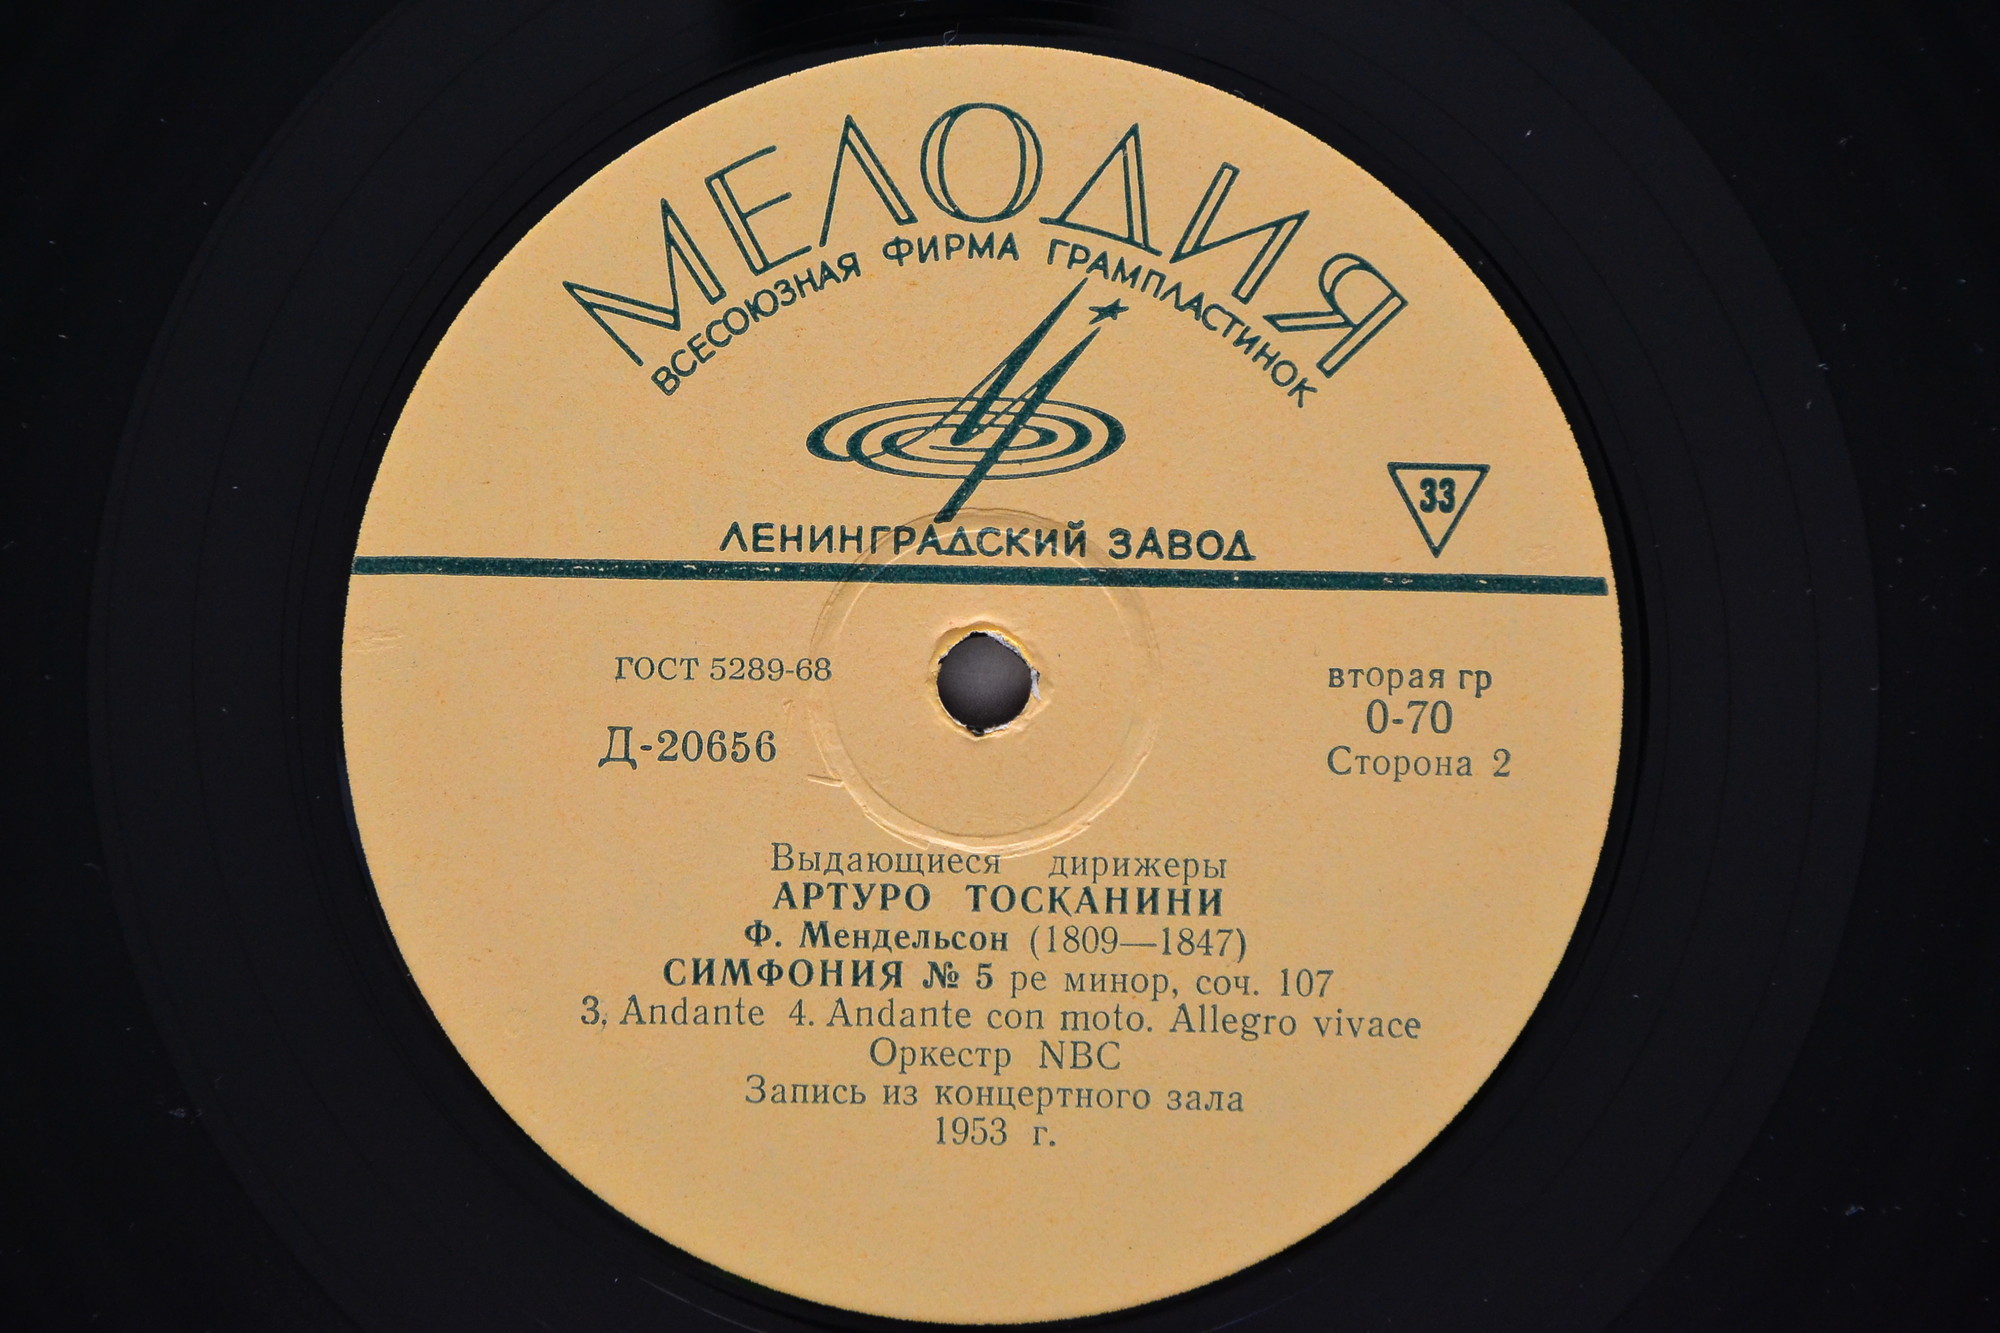 МЕЛОДИЯ
ВСЕСОЮЗНАЯ ФИРМА ГРАМПЛАСТИНОК
33
ЛЕНИНГРАДСКИЙ ЗАВОД
ГОСТ 5289-68
Д-20656
вторая гр
0-70
Сторона 2
Выдающиеся дирижеры
АРТУРО ТОСКАНИНИ
Ф. Мендельсон (1809—1847)
СИМФОНИЯ № 5 ре минор, соч. 107
3. Andante 4. Andante con moto. Allegro vivace
Оркестр NBC
Запись из концертного зала
1953 г.